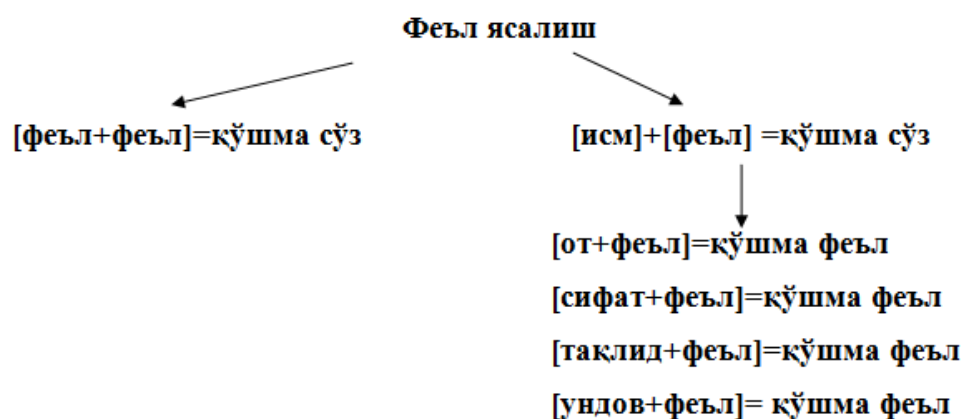 Феъл ясалиш
[феъл+феъл]=қўшма сўз
[исм]+[феъл] =қўшма сўз
[от+феъл]=қўшма феъл
[сифат+феъл]=қўшма феъл
[тақлид+феъл]=қўшма феъл
[ундов+феъл]= қўшма феъл